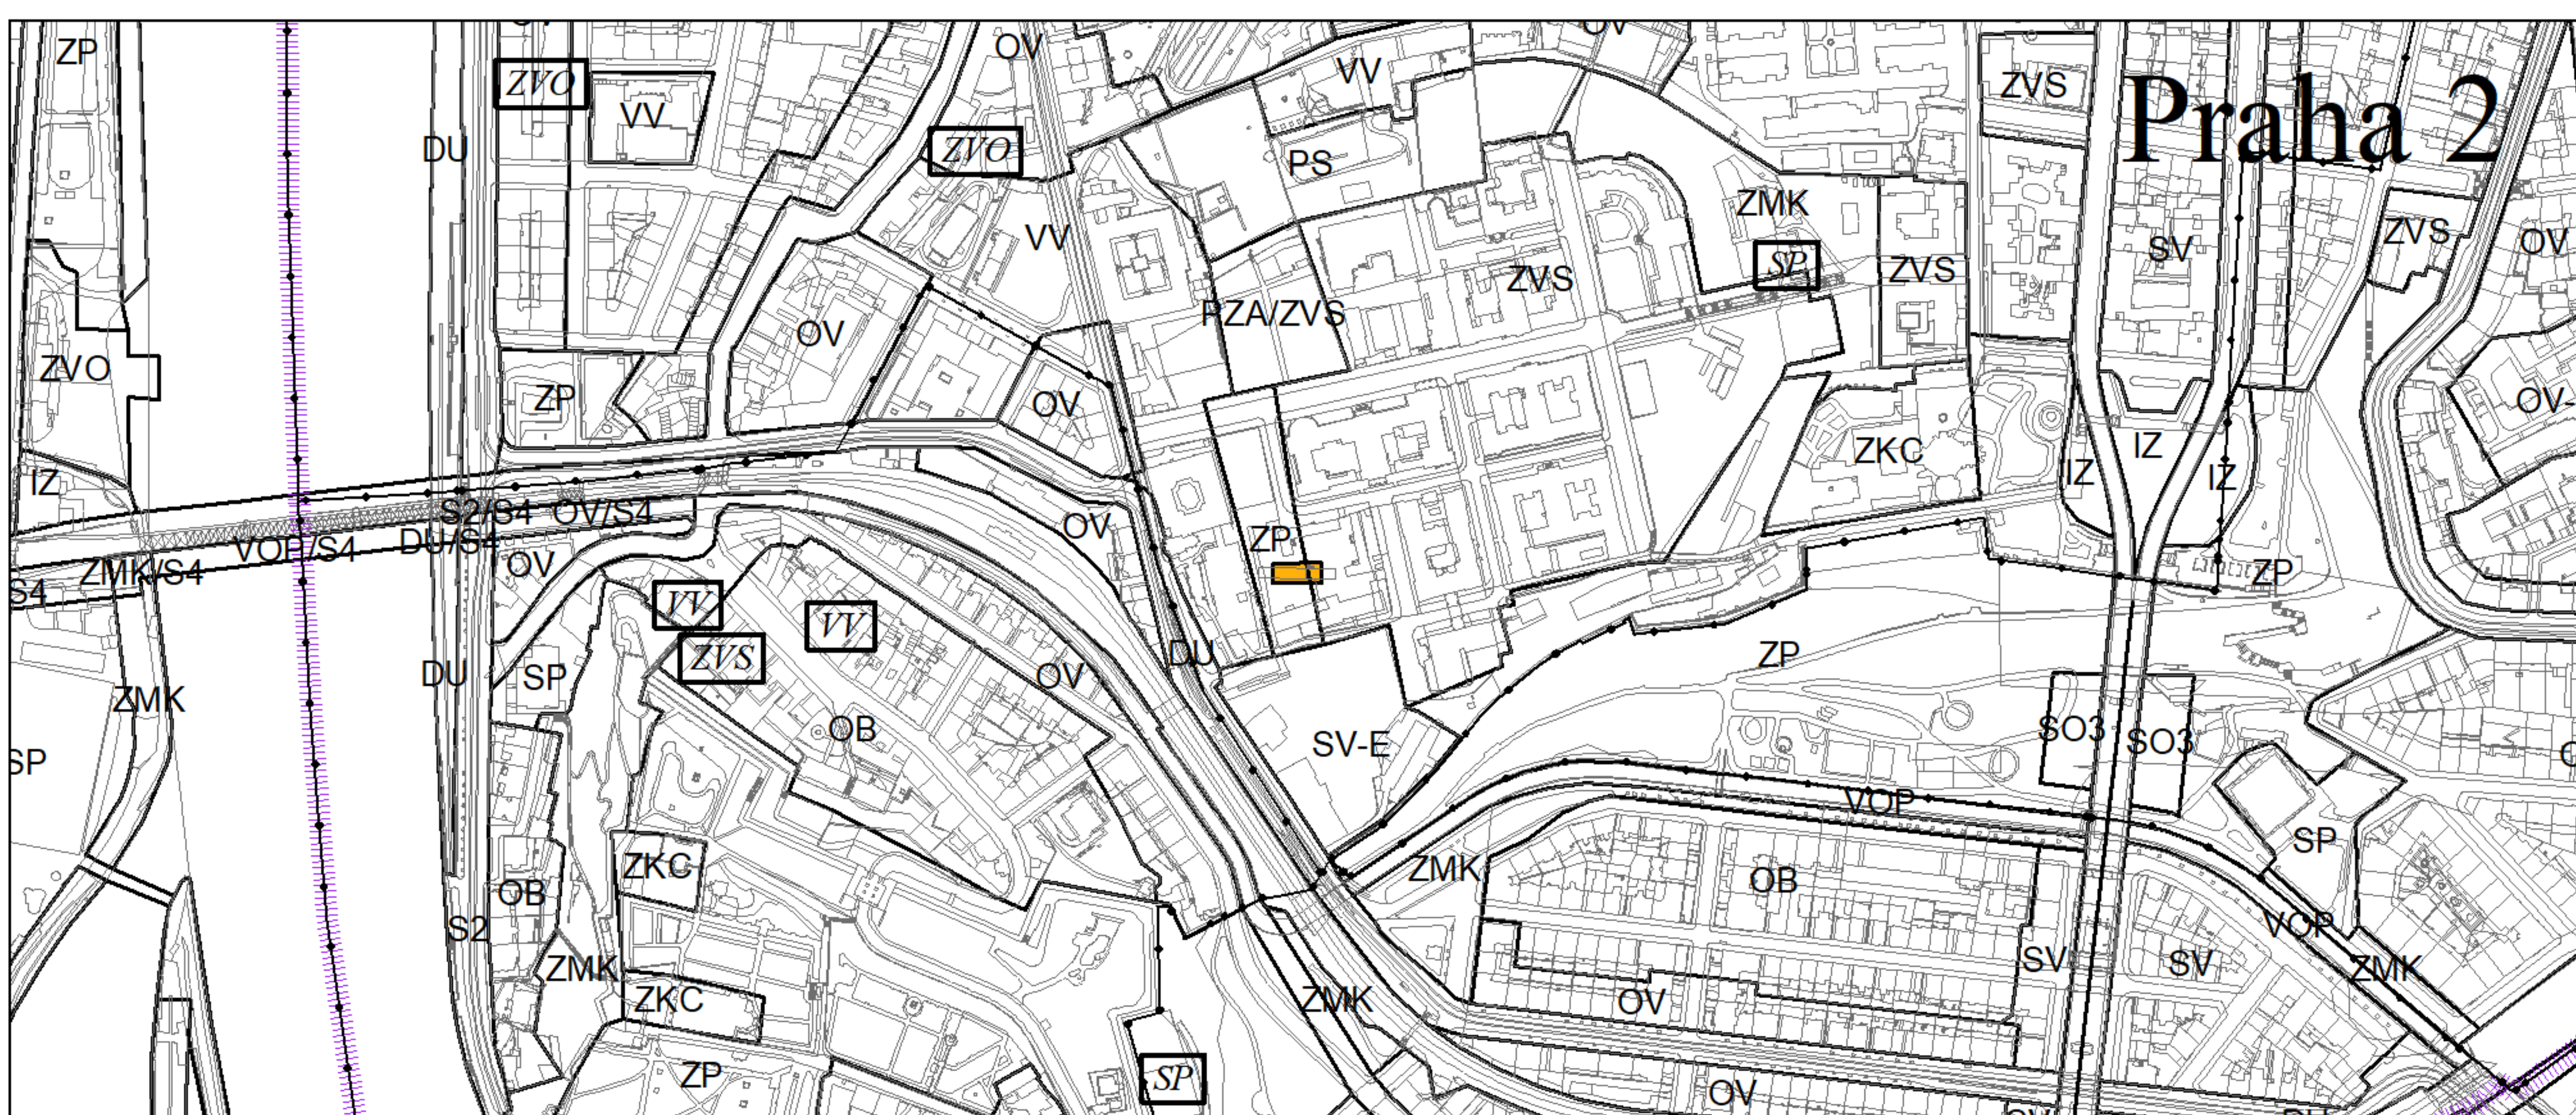 ZP
OV
OV
ZVO
VV
DU
ZVO
VV
PS
ZVS
Praha 2
VV
ZMK
SP
ZVS
ZVS
SV
ZVS
OV
PZA/ZVS
OV
ZVO
ZP
OV
OV-
ZKC
IZ
IZ
IZ
IZ
S2/S4
OV/S4
VOP/S4
DU/S4
OV
OV
ZP
ZMK/S4
S4
VV
VV
ZVS
DU
ZP
ZP
DU
SP
OV
ZMK
OB
SV-E
SO3
SO3
SP
VOP
SP
ZKC
ZMK
OB
OB
S2
VOP
ZMK
SV
SV
ZMK
ZKC
ZMK
OV
ZP
SP
OV